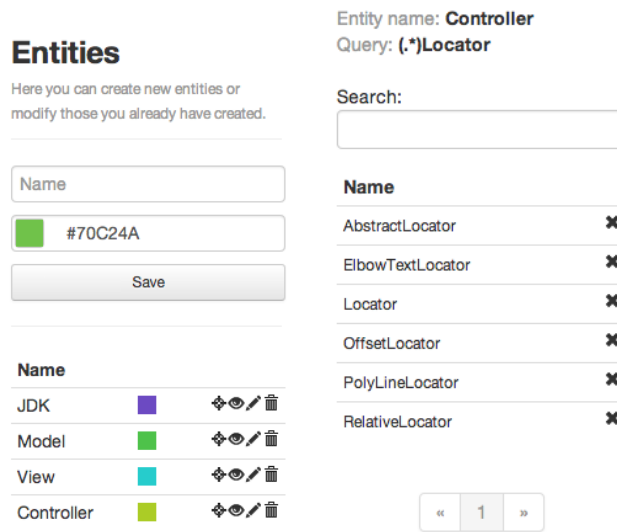 Entities
Here you can create new entities or
modify those you already have created.
Name
#70C24A
Save
Name
JDK
Model
View
Controller
Entity name: Controller
Query: (.*)Locator
Search:
Name
AbstractLocator
ElbowTextLocator
Locator
OffsetLocator
PolyLineLocator
RelativeLocator
« 1 »